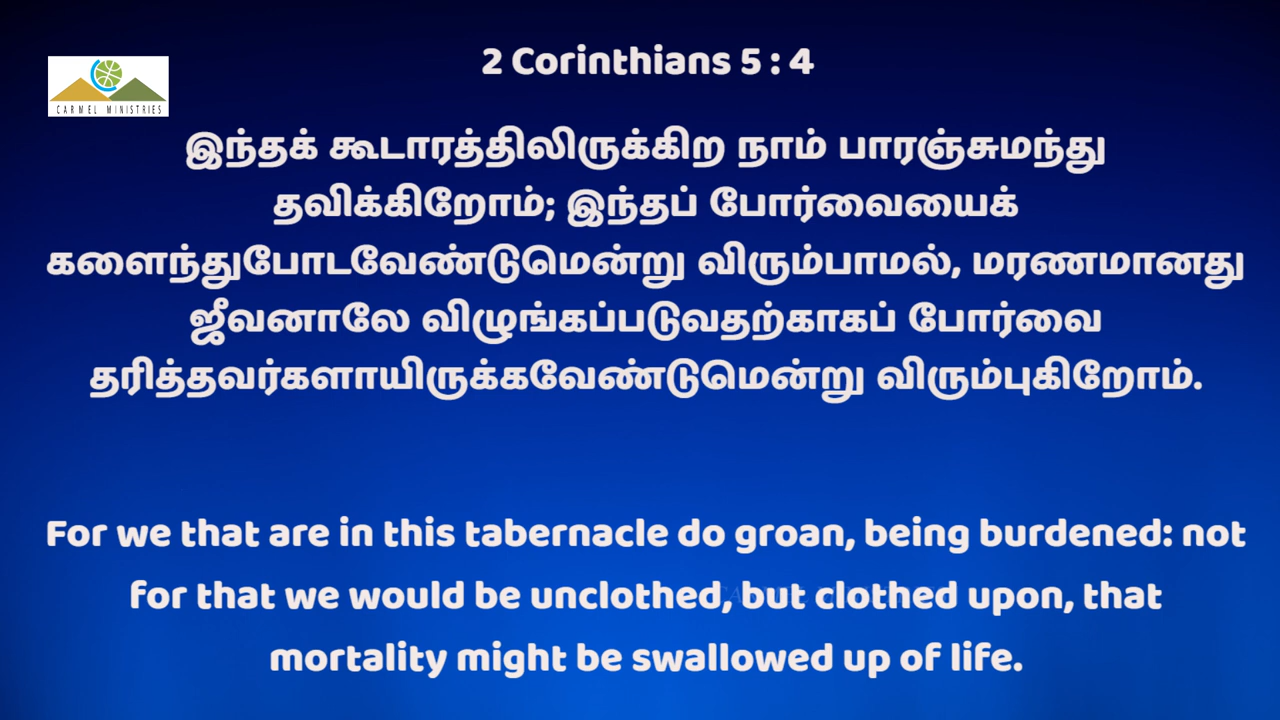 2 Corinthians 5 : 4
CARMEL MINISTRIES
இந்தக் கூடாரத்திலிருக்கிற நாம் பாரஞ்சுமந்து
தவிக்கிறோம்; இந்தப் போர்வையைக்
களைந்துபோடவேண்டுமென்று விரும்பாமல், மரணமானது
ஜீவனாலே விழுங்கப்படுவதற்காகப் போர்வை
தரித்தவர்களாயிருக்கவேண்டுமென்று விரும்புகிறோம்.
For we that are in this tabernacle do groan, being burdened: not
for that we would be unclothed, but clothed upon, that
mortality might be swallowed up of life.